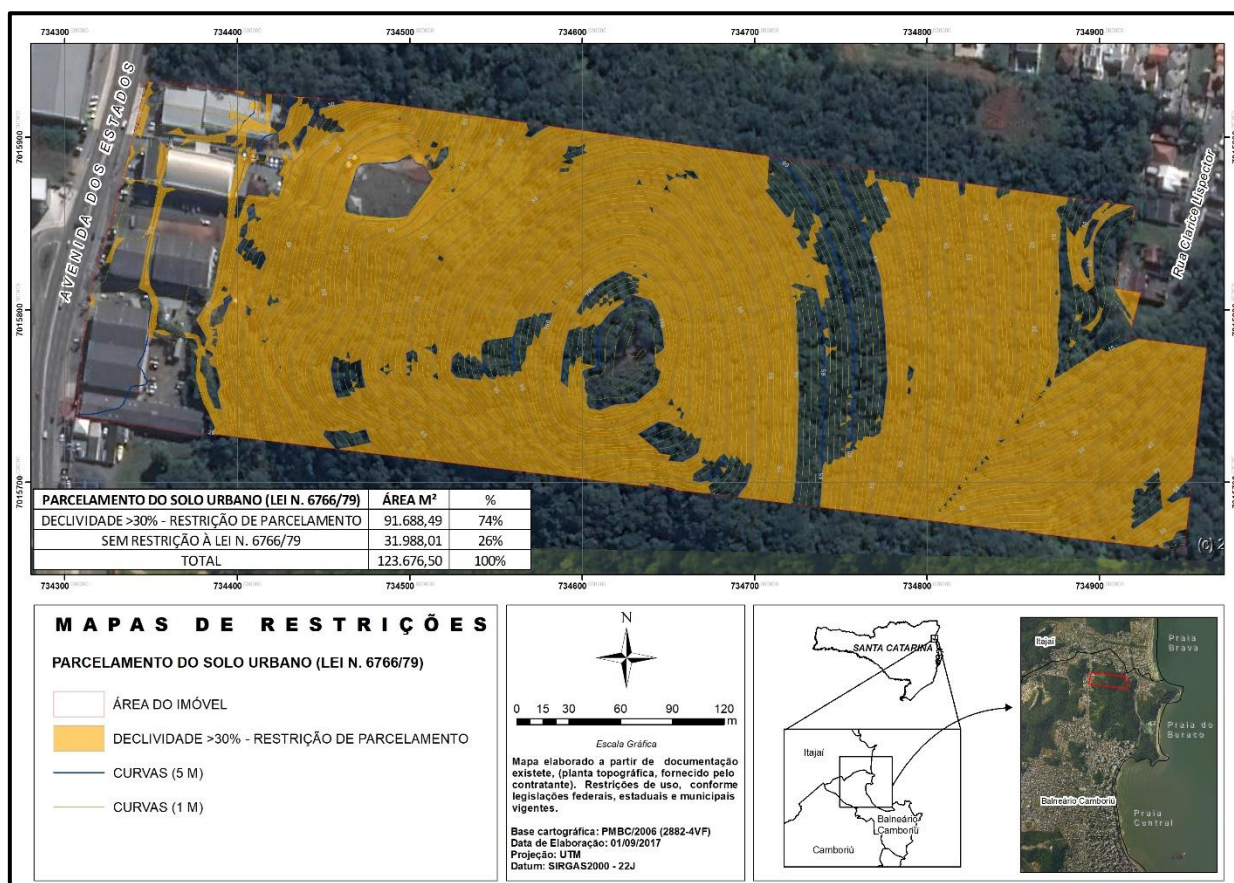 734300 734400 734500 734600 734700 734800 734900
7015900
7015800
7015700
AVENIDA DOS ESTADOS
Rua Clarice Lispector
(c) 2
PARCELAMENTO DO SOLO URBANO (LEI N. 6766/79) ÁREA M² %
DECLIVIDADE >30% - RESTRIÇÃO DE PARCELAMENTO 91.688,49 74%
SEM RESTRIÇÃO À LEI N. 6766/79 31.988,01 26%
TOTAL 123.676,50 100%
734300 734400 734500 734600 734700 734800 734900
MAPAS DE RESTRIÇÕES
PARCELAMENTO DO SOLO URBANO (LEI N. 6766/79)
ÁREA DO IMÓVEL
DECLIVIDADE >30% - RESTRIÇÃO DE PARCELAMENTO
CURVAS (5 M)
CURVAS (1 M)
N
0 15 30 60 90 120
m
Escala Gráfica
Mapa elaborado a partir de documentação
existete, (planta topográfica, fornecido pelo
contratante). Restrições de uso, conforme
legislações federais, estaduais e municipais
vigentes.
Base cartográfica: PMBC/2006 (2882-4VF)
Data de Elaboração: 01/09/2017
Projeção: UTM
Datum: SIRGAS2000 - 22J
SANTA CATARINA
Itajaí
Balneário
Camboriú
Camboriú
Itajaí
Praia
Brava
Praia do
Buraco
Balneário Camboriú
Praia
Central